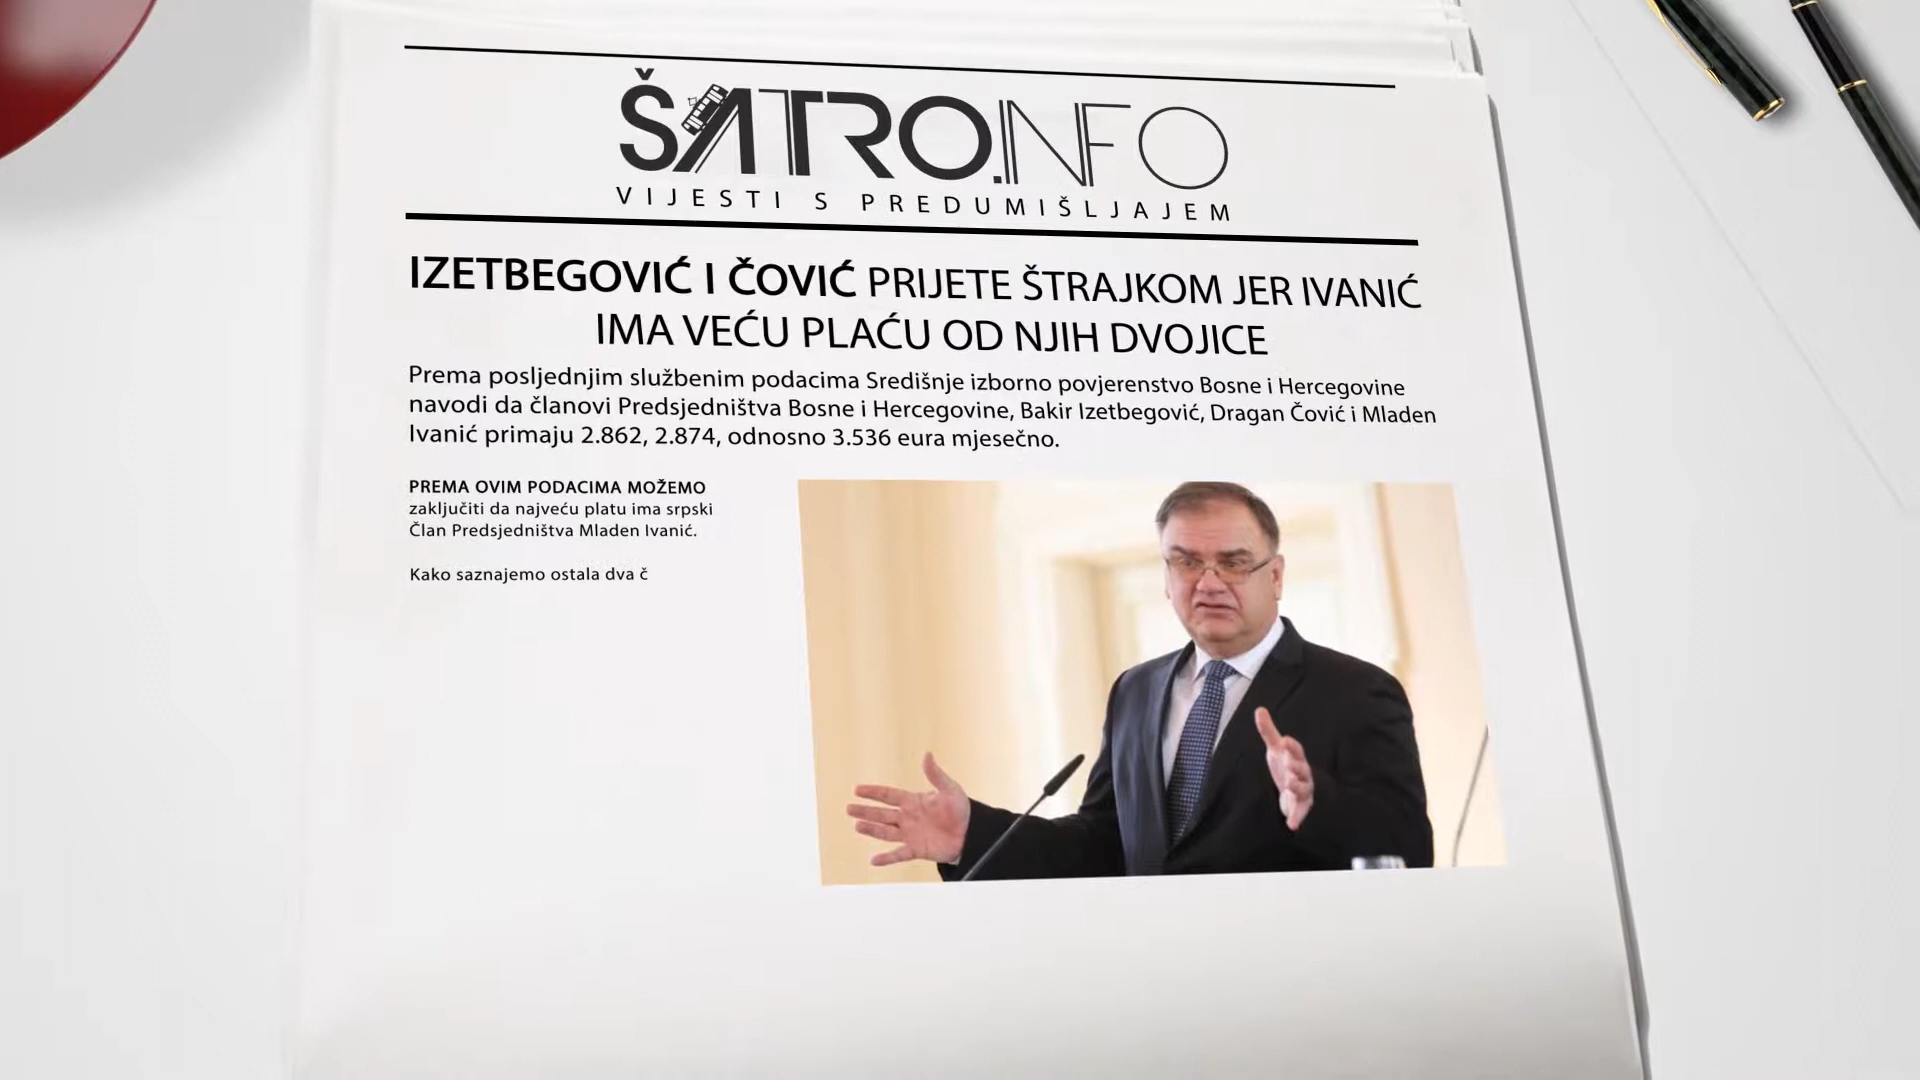 ŠATRO.INFO
VIJESTI S PREDUMIŠLJAJEM
IZETBEGOVIĆ I ČOVIĆ PRIJETE ŠTRAJKOM JER IVANIĆ
IMA VEĆU PLAĆU OD NJIH DVOJICE
Prema posljednjim službenim podacima Središnje izborno povjerenstvo Bosne i Hercegovine
navodi da članovi Predsjedništva Bosne i Hercegovine, Bakir Izetbegović, Dragan Čović i Mladen
Ivanić primaju 2.862, 2.874, odnosno 3.536 eura mjesečno.
PREMA OVIM PODACIMA MOŽEMO
zaključiti da najveću platu ima srpski
Član Predsjedništva Mladen Ivanić.
Kako saznajemo ostala dva č